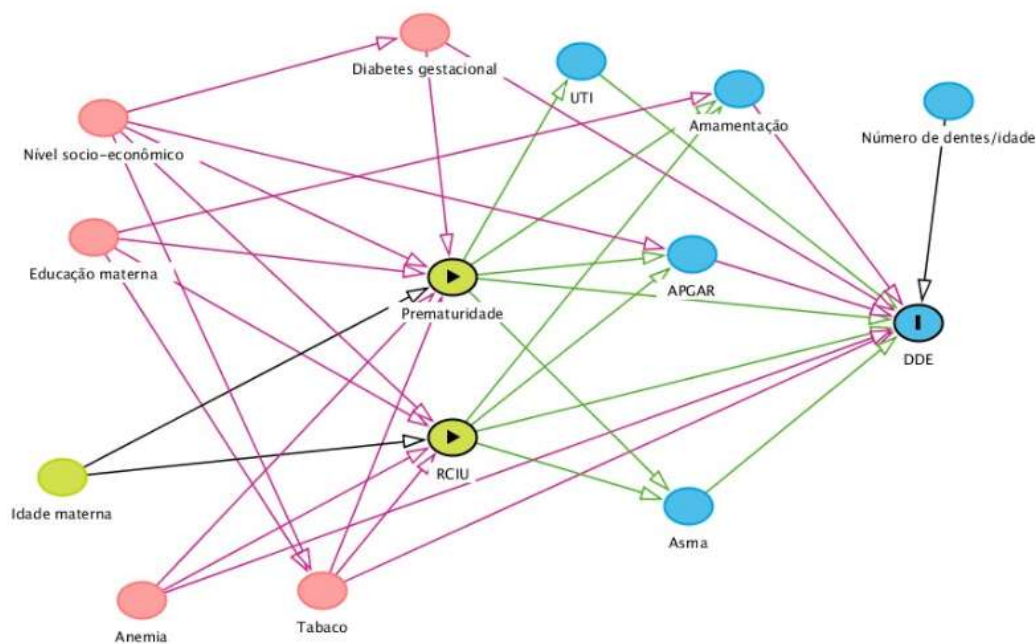 Diabetes gestacional
UTI
Amamentação
Número de dentes/idade
Nível socio-econômico
Educação materna
APGAR
Prematuridade
DDE
RCIU
Idade materna
Asma
Anemia
Tabaco